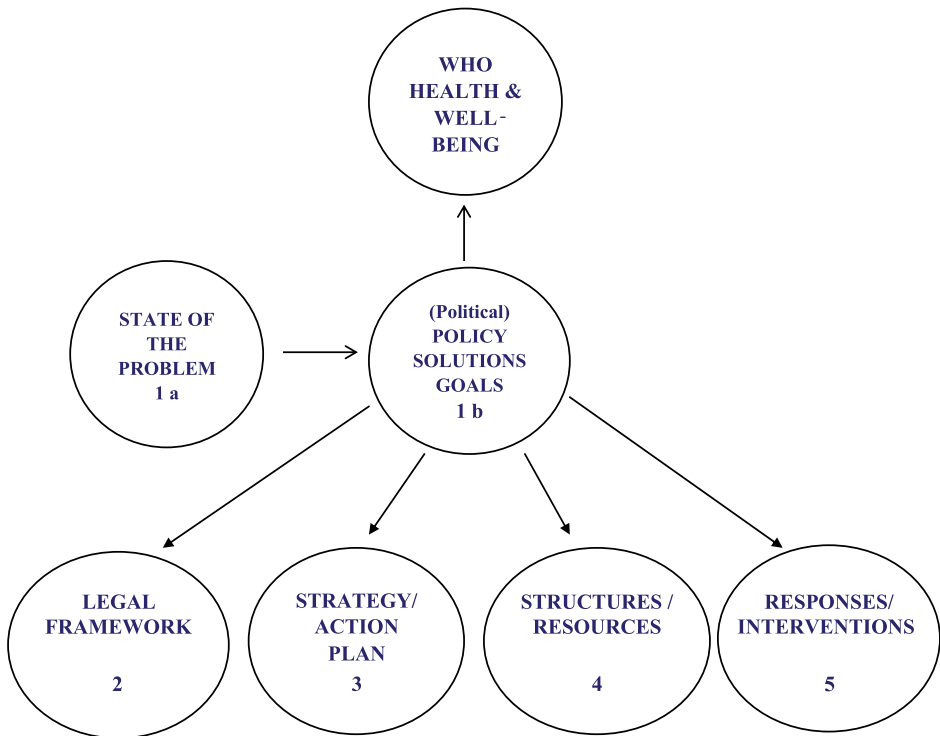 WHO
HEALTH &
WELL-
BEING
STATE OF
THE
PROBLEM
1 a
(Political)
POLICY
SOLUTIONS
GOALS
1 b
LEGAL
FRAMEWORK
2
STRATEGY/
ACTION
PLAN
3
STRUCTURES /
RESOURCES
4
RESPONSES/
INTERVENTIONS
5